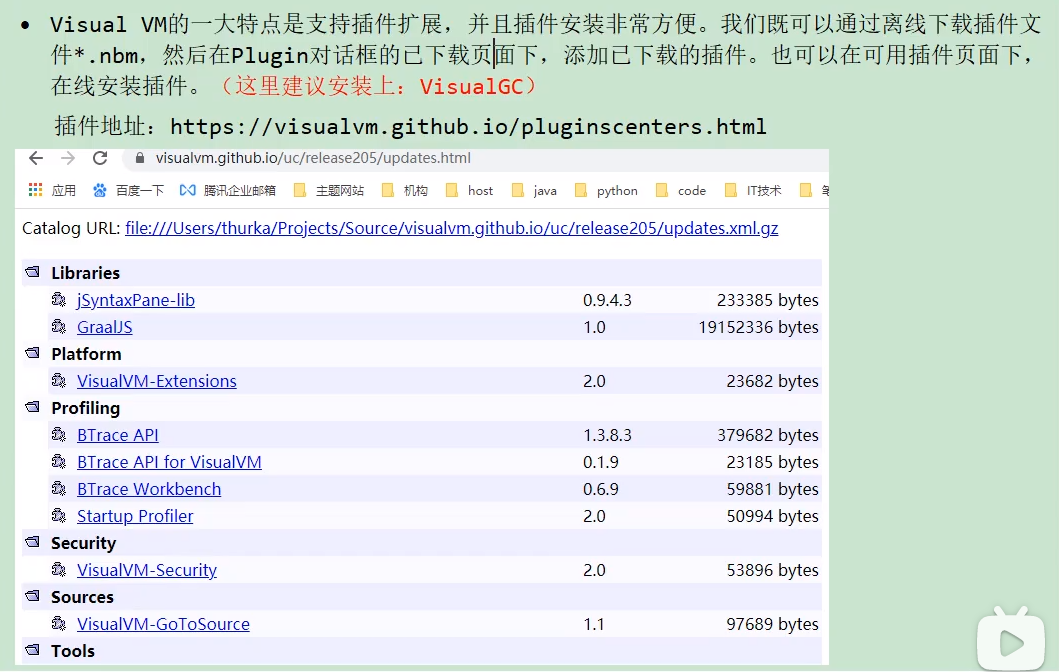 • Visual VM的一大特点是支持插件扩展，并且插件安装非常方便。我们既可以通过离线下载插件文
件*.nbm，然后在Plugin对话框的已下载页面下，添加已下载的插件。也可以在可用插件页面下，
在线安装插件。（这里建议安装上：VisualGC）
插件地址：https://visualvm.github.io/pluginscenters.html
visualvm.github.io/uc/release205/updates.html
应用 百度一下 腾讯企业邮箱 主题网站 机构 host java python code IT技术
Catalog URL: file:///Users/thurka/Projects/Source/visualvm.github.io/uc/release205/updates.xml.gz
Libraries
jSyntaxPane-lib 0.9.4.3 233385 bytes
GraalJS 1.0 19152336 bytes
Platform
VisualVM-Extensions 2.0 23682 bytes
Profiling
BTrace API 1.3.8.3 379682 bytes
BTrace API for VisualVM 0.1.9 23185 bytes
BTrace Workbench 0.6.9 59881 bytes
Startup Profiler 2.0 50994 bytes
Security
VisualVM-Security 2.0 53896 bytes
Sources
VisualVM-GoToSource 1.1 97689 bytes
Tools